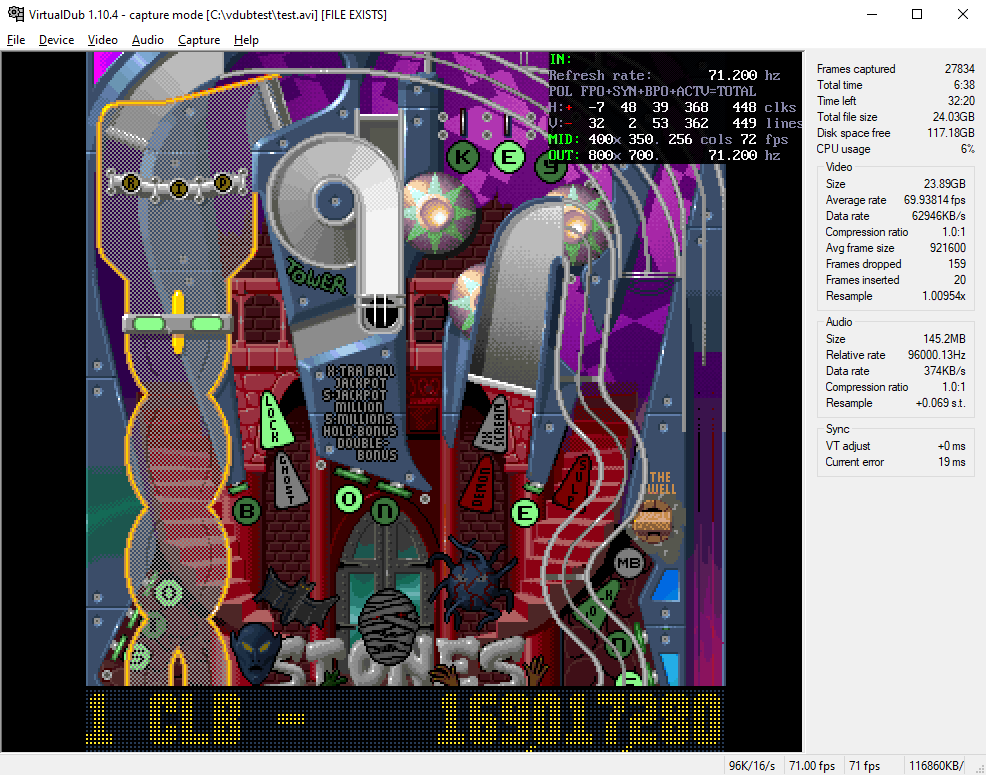 VirtualDub 1.10.4 - capture mode [C:\vdubtest\test.avi] [FILE EXISTS]
File Device Video Audio Capture Help
IN:
Refresh rate: 71.200 hz
POL FPO+SYN+BPO+ACTV=TOTAL
H:+ -7 48 39 368 448 clks
V:- 32 2 53 362 449 lines
MID: 400x 350. 256 cols 72 fps
OUT: 800x 700. 71.200 hz
K E y
R I P
TOWER
X-TRA BALL
JACKPOT
S-JACKPOT
MILLION
S-MILLIONS
HOLD-BONUS
DOUBLE-
BONUS
LOCK
GHOST
2X SCREAM
DEMON
THE
WELL
B O n E
MB
STONES
1 CLB - 169,017,280
Frames captured 27834
Total time 6:38
Time left 32:20
Total file size 24.03GB
Disk space free 117.18GB
CPU usage 6%
Video
Size 23.89GB
Average rate 69.93814 fps
Data rate 62946KB/s
Compression ratio 1.0:1
Avg frame size 921600
Frames dropped 159
Frames inserted 20
Resample 1.00954x
Audio
Size 145.2MB
Relative rate 96000.13Hz
Data rate 374KB/s
Compression ratio 1.0:1
Resample +0.069 s.t.
Sync
VT adjust +0 ms
Current error 19 ms
96K/16/s 71.00 fps 71 fps 116860KB/